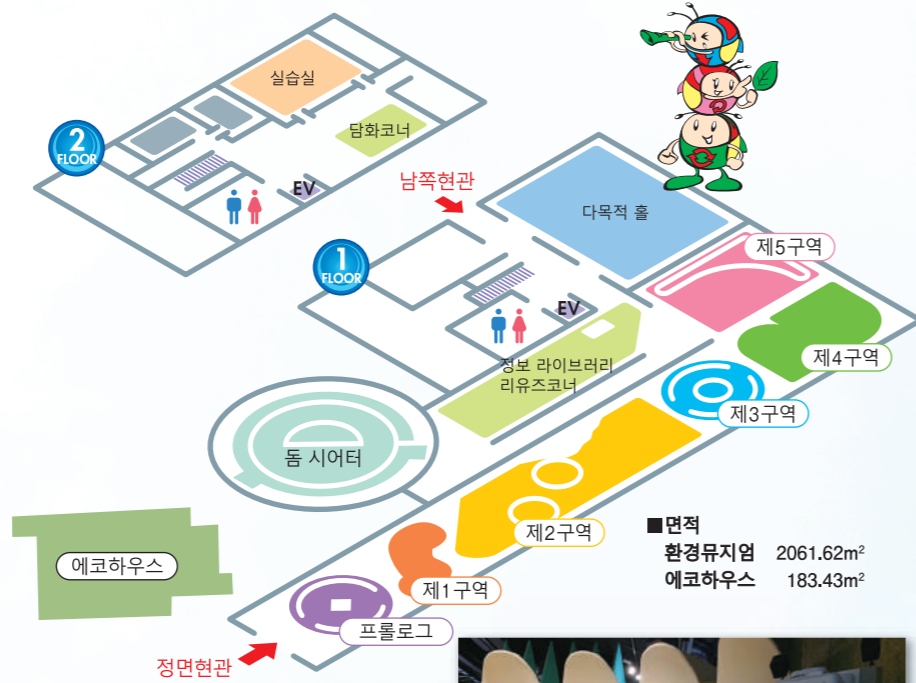 실습실
담화코너
2
FLOOR
EV
남쪽현관
다목적 홀
제5구역
1
FLOOR
EV
제4구역
정보 라이브러리
리유즈코너
제3구역
돔 시어터
제2구역
■면적
환경뮤지엄 2061.62m²
에코하우스 183.43m²
에코하우스
제1구역
프롤로그
정면현관